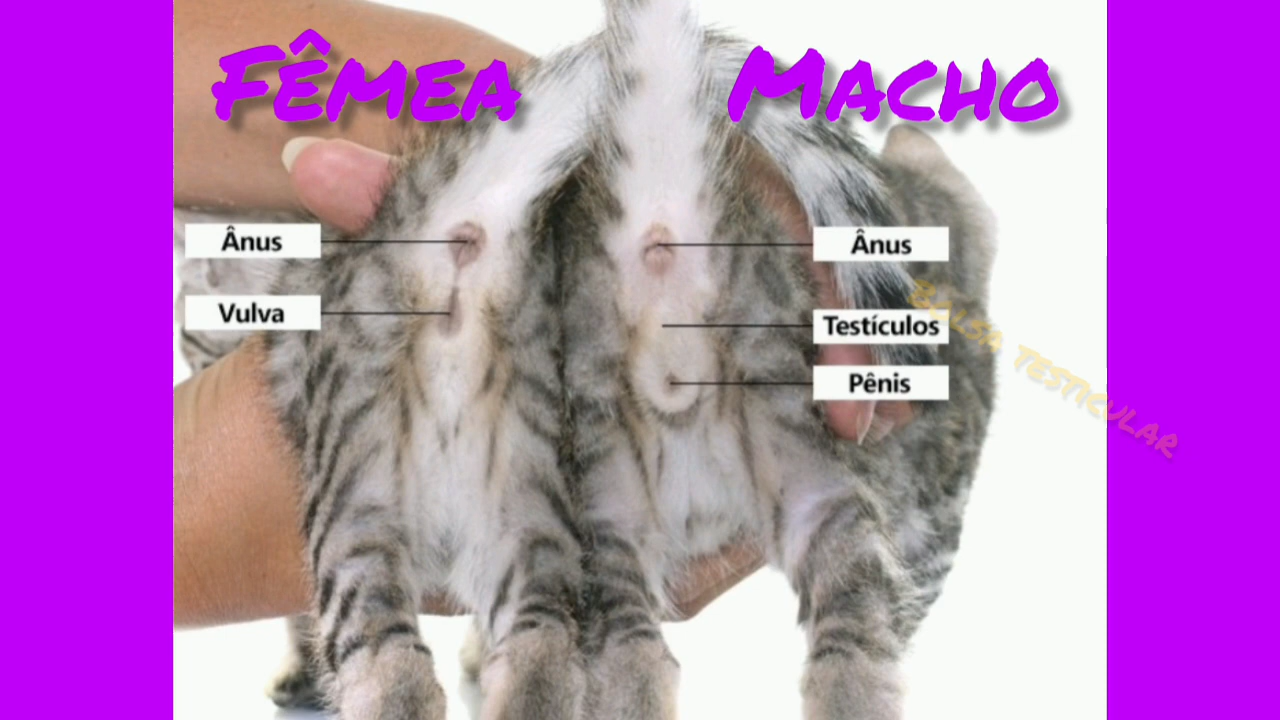 Fêmea
Macho
Ânus
Vulva
Ânus
Testículos
Pênis
Bolsa testicular